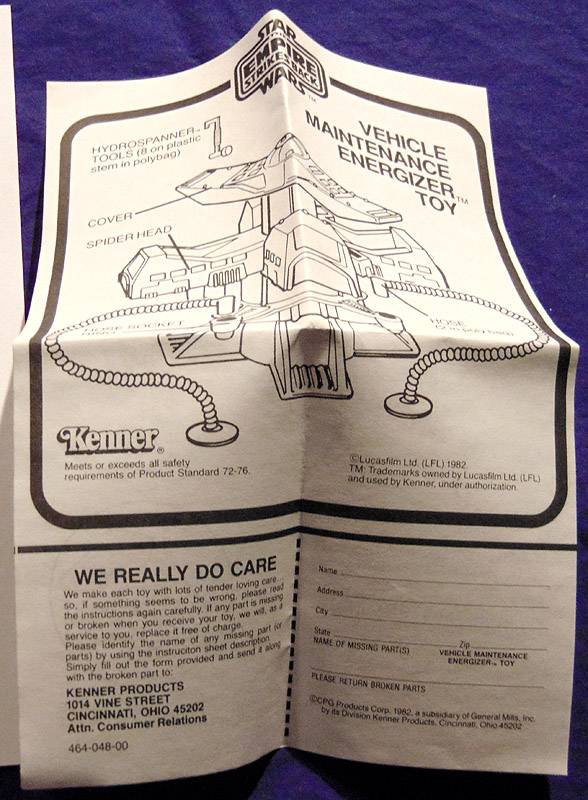 STAR
THE
EMPIRE
STRIKES BACK
WARS™
VEHICLE
MAINTENANCE
ENERGIZER
TOY™
HYDROSPANNER™
TOOLS (8 on plastic
stem in polybag)
COVER
SPIDER HEAD
HOSE SOCKET
HOSE
Kenner®
Meets or exceeds all safety
requirements of Product Standard 72-76.
©Lucasfilm Ltd. (LFL) 1982
TM: Trademarks owned by Lucasfilm Ltd. (LFL)
and used by Kenner, under authorization.
WE REALLY DO CARE
We make each toy with lots of tender loving care...
so, if something seems to be wrong, please read
the instructions again carefully. If any part is missing
or broken when you receive your toy, we will, as a
service to you, replace it free of charge.
Please identify the name of any missing part (or
parts) by using the instruciton sheet description.
Simply fill out the form provided and send it along
with the broken part to:
KENNER PRODUCTS
1014 VINE STREET
CINCINNATI, OHIO 45202
Attn. Consumer Relations
464-048-00
Name
Address
City
State Zip
NAME OF MISSING PART(S) VEHICLE MAINTENANCE
ENERGIZER™ TOY
PLEASE RETURN BROKEN PARTS
©CPG Products Corp. 1982, a subsidiary of General Mills, Inc.
by its Division Kenner Products, Cincinnati, Ohio 45202